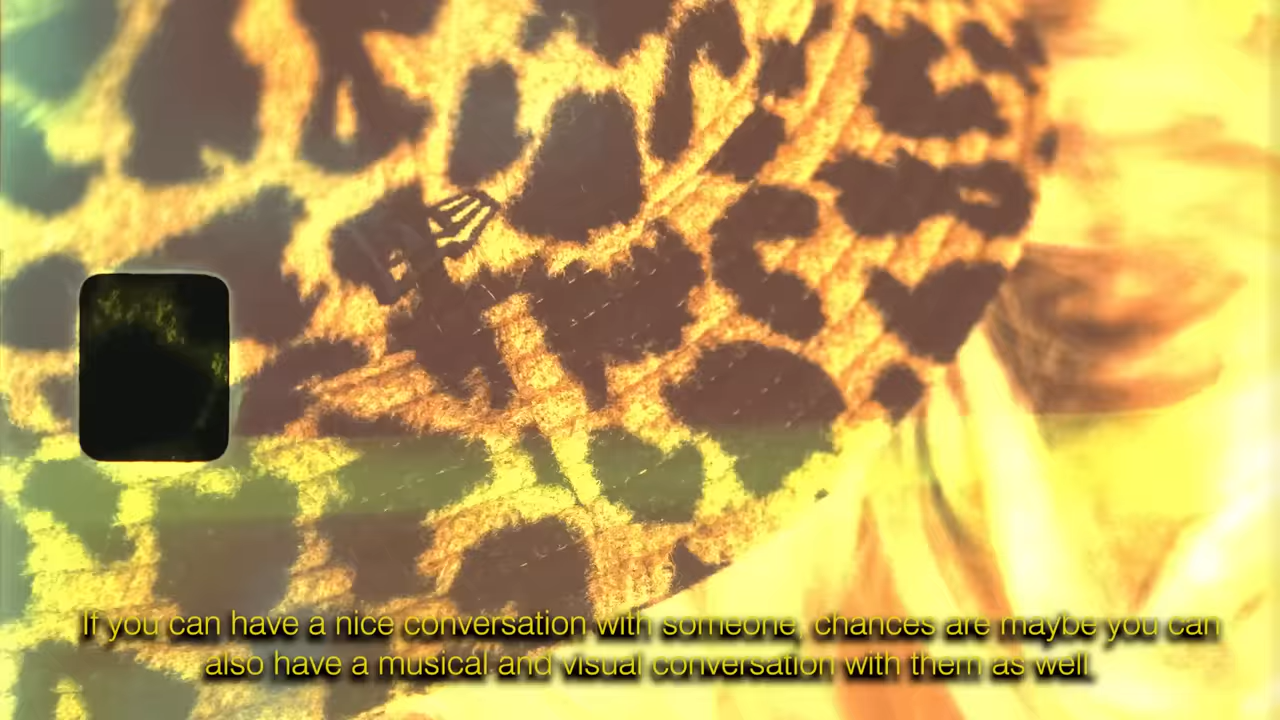 If you can have a nice conversation with someone, chances are maybe you can
also have a musical and visual conversation with them as well.